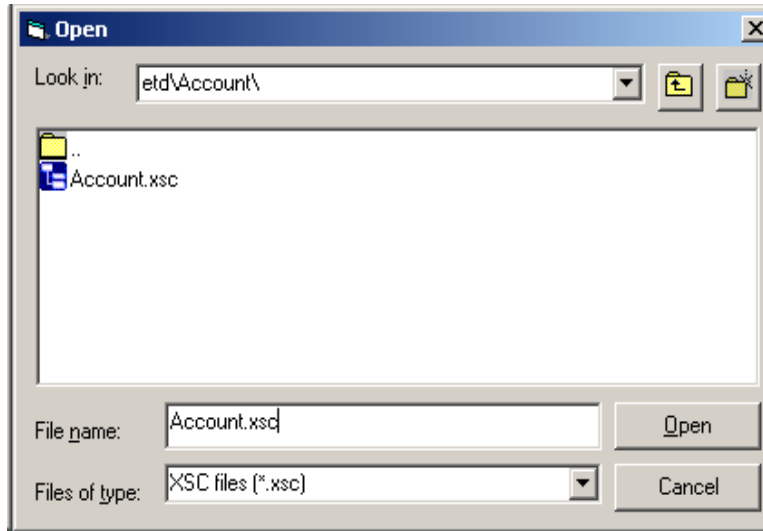 Open
Look in: etd\Account\
..
Account.xsc
File name: Account.xsc Open
Files of type: XSC files (*.xsc) Cancel